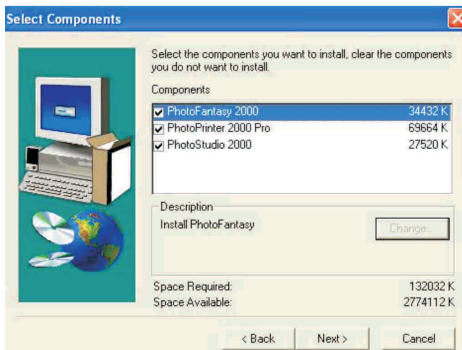 Select Components
Select the components you want to install, clear the components
you do not want to install.
Components
PhotoFantasy 2000 34432 K
PhotoPrinter 2000 Pro 69664 K
PhotoStudio 2000 27520 K
Description
Install PhotoFantasy
Change...
Space Required: 132032 K
Space Available: 2774112 K
< Back Next > Cancel